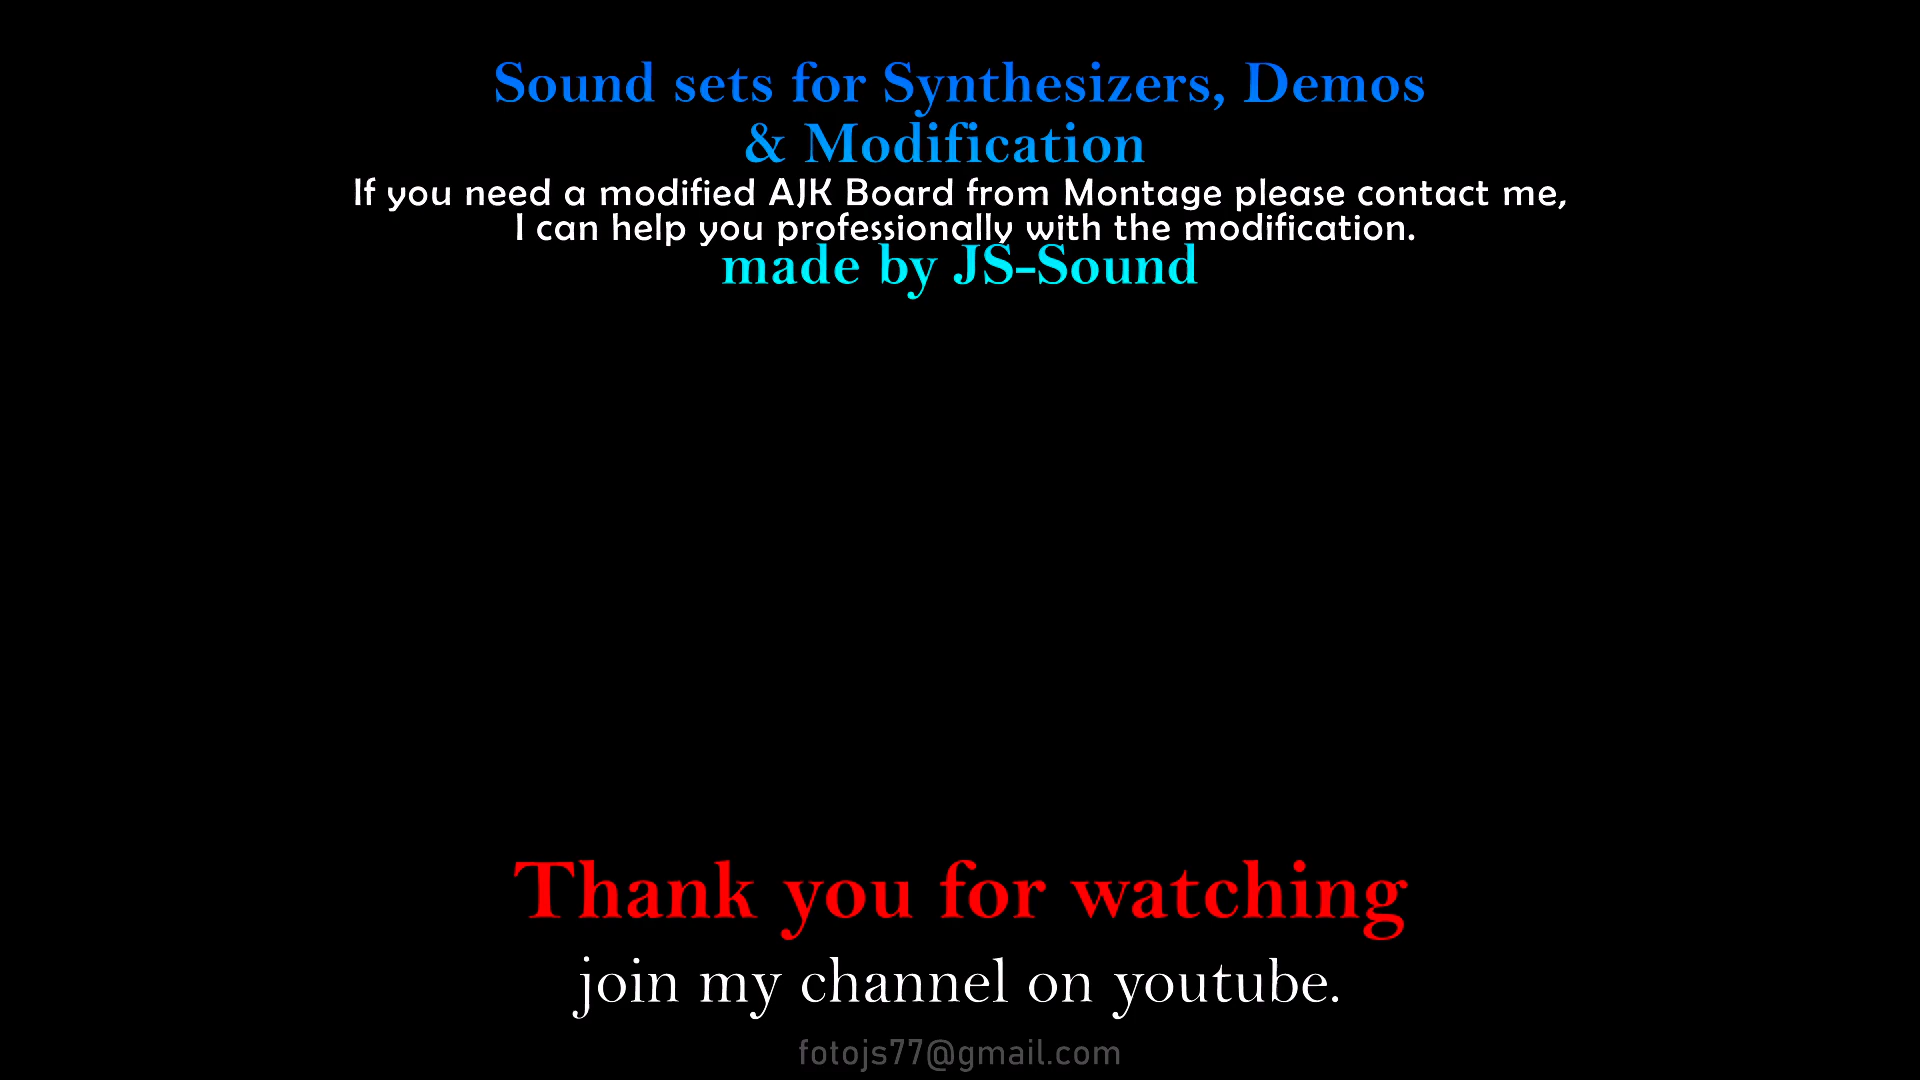 Sound sets for Synthesizers, Demos
& Modification
If you need a modified AJK Board from Montage please contact me,
I can help you professionally with the modification.
made by JS-Sound
Thank you for watching
join my channel on youtube.
fotojs77@gmail.com